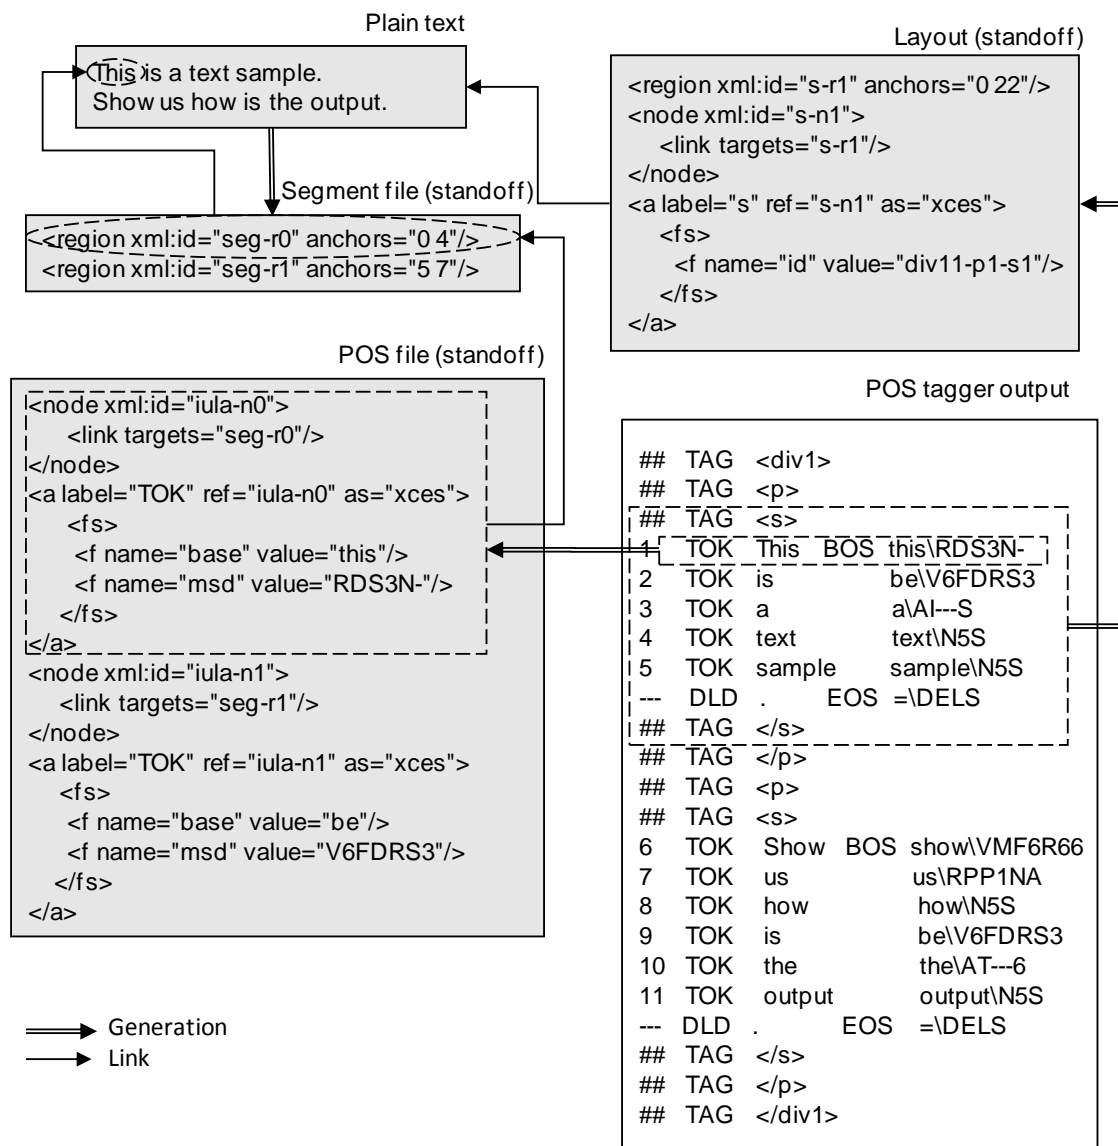 Plain text
This is a text sample.
Show us how is the output.
Segment file (standoff)
<region xml:id="seg-r0" anchors="0 4"/>
<region xml:id="seg-r1" anchors="5 7"/>
Layout (standoff)
<region xml:id="s-r1" anchors="0 22"/>
<node xml:id="s-n1">
<link targets="s-r1"/>
</node>
<a label="s" ref="s-n1" as="xces">
<fs>
<f name="id" value="div11-p1-s1"/>
</fs>
</a>
POS file (standoff)
<node xml:id="iula-n0">
<link targets="seg-r0"/>
</node>
<a label="TOK" ref="iula-n0" as="xces">
<fs>
<f name="base" value="this"/>
<f name="msd" value="RDS3N-"/>
</fs>
</a>
<node xml:id="iula-n1">
<link targets="seg-r1"/>
</node>
<a label="TOK" ref="iula-n1" as="xces">
<fs>
<f name="base" value="be"/>
<f name="msd" value="V6FDRS3"/>
</fs>
</a>
POS tagger output
## TAG <div1>
## TAG <p>
## TAG <s>
1 TOK This BOS this\RDS3N-
2 TOK is be\V6FDRS3
3 TOK a a\AI---S
4 TOK text text\N5S
5 TOK sample sample\N5S
--- DLD . EOS =\DELS
## TAG </s>
## TAG </p>
## TAG <p>
## TAG <s>
6 TOK Show BOS show\VMF6R66
7 TOK us us\RPP1NA
8 TOK how how\N5S
9 TOK is be\V6FDRS3
10 TOK the the\AT---6
11 TOK output output\N5S
--- DLD . EOS =\DELS
## TAG </s>
## TAG </p>
## TAG </div1>
Generation
Link